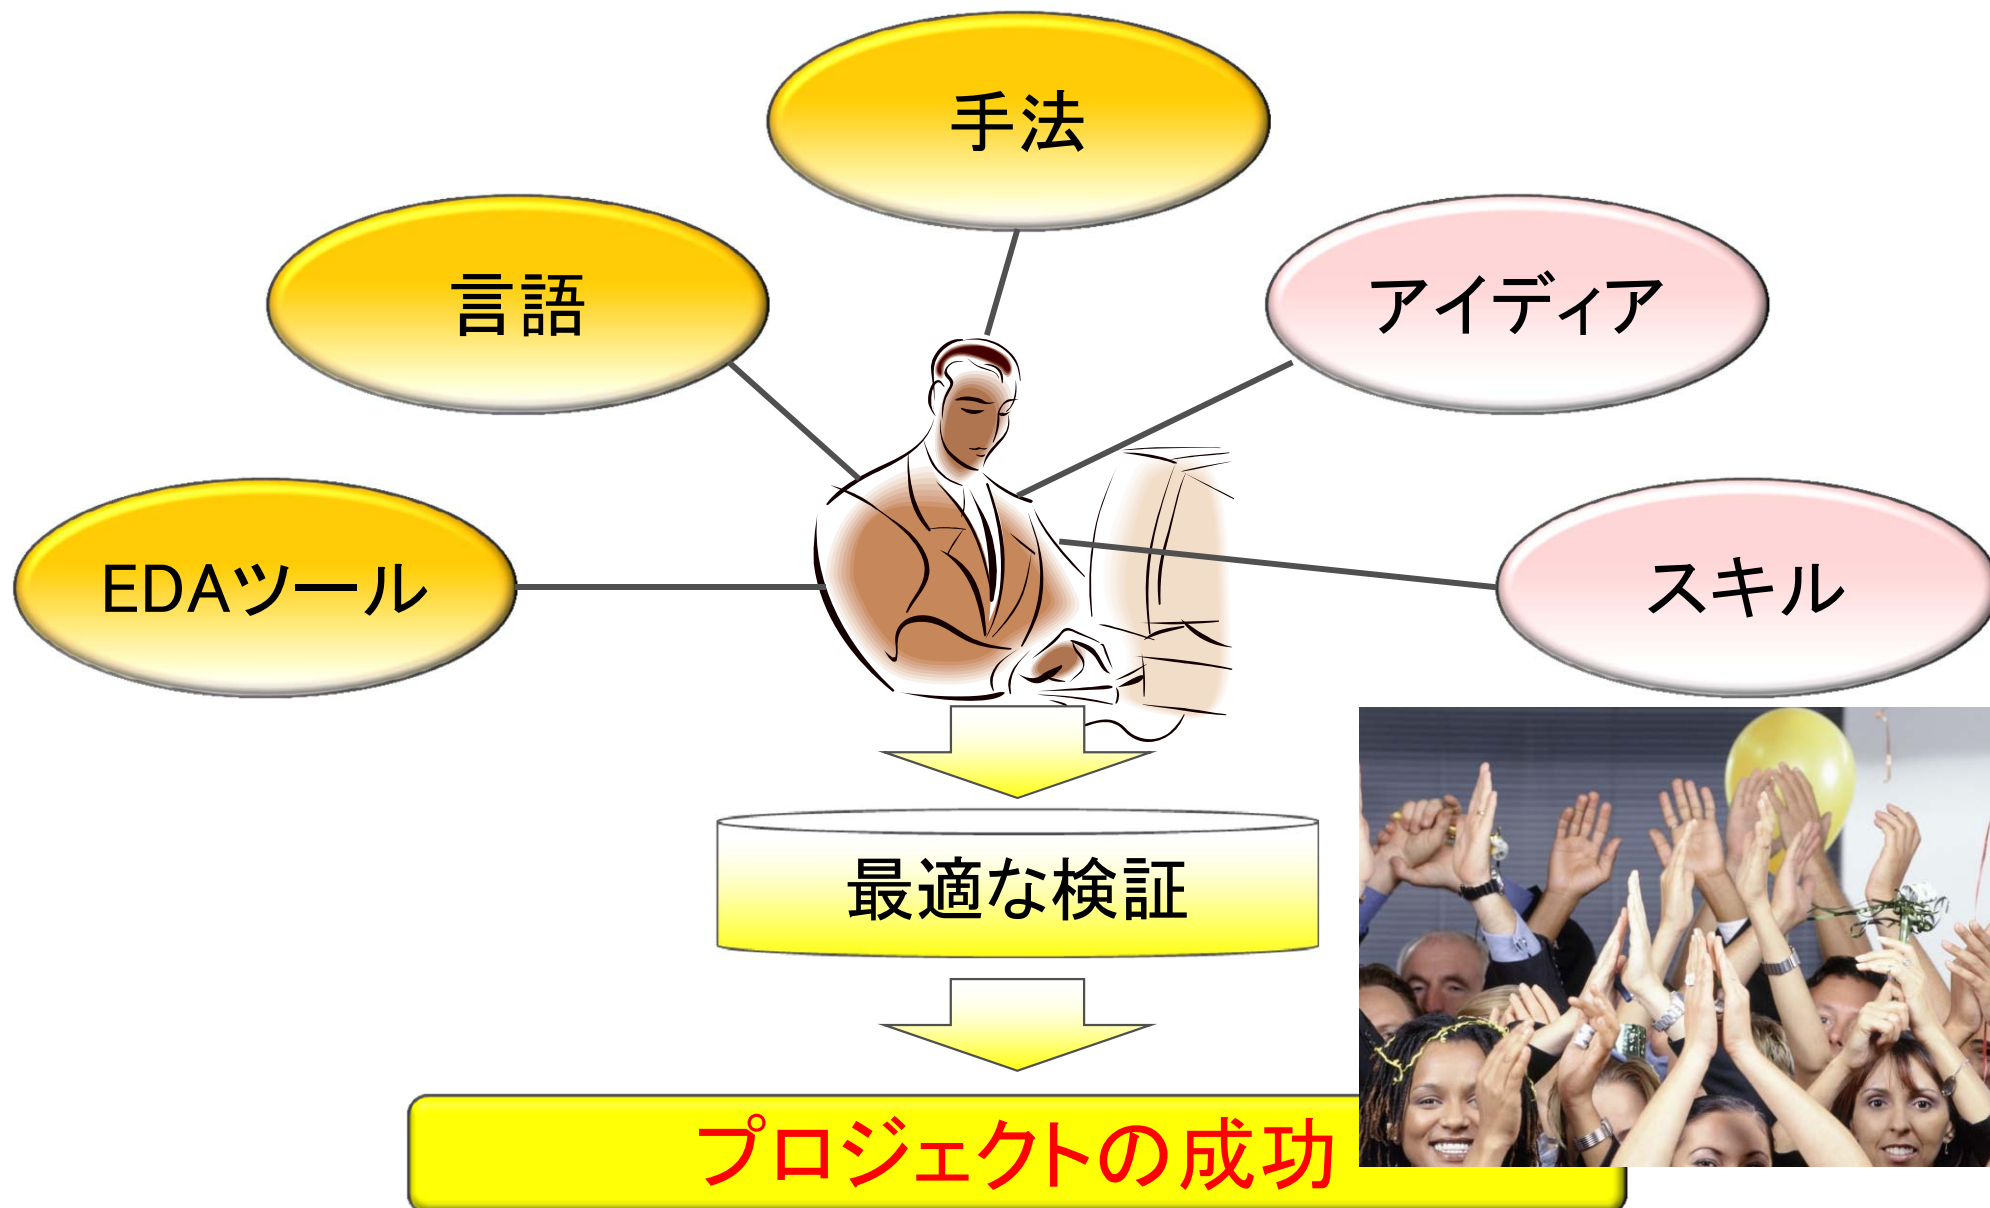 手法
言語
アイディア
EDAツール
スキル
最適な検証
プロジェクトの成功